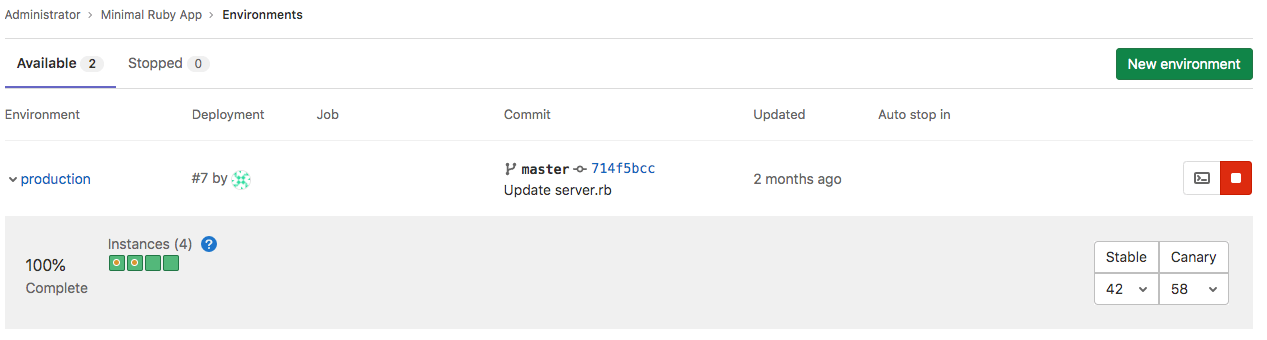 Administrator > Minimal Ruby App > Environments
Available 2 Stopped 0 New environment
Environment Deployment Job Commit Updated Auto stop in
production #7 by master 714f5bcc 2 months ago
Update server.rb
Instances (4) ?
100%
Complete
Stable Canary
42 58